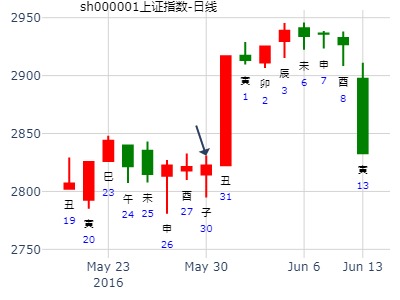 sh000001上证指数-日线
2950
2900
2850
2800
2750
丑
19
寅
20
巳
23
午
24
未
25
申
26
酉
27
子
30
丑
31
寅
1
卯
2
辰
3
未
6
申
7
酉
8
寅
13
May 23
2016
May 30
Jun 6
Jun 13